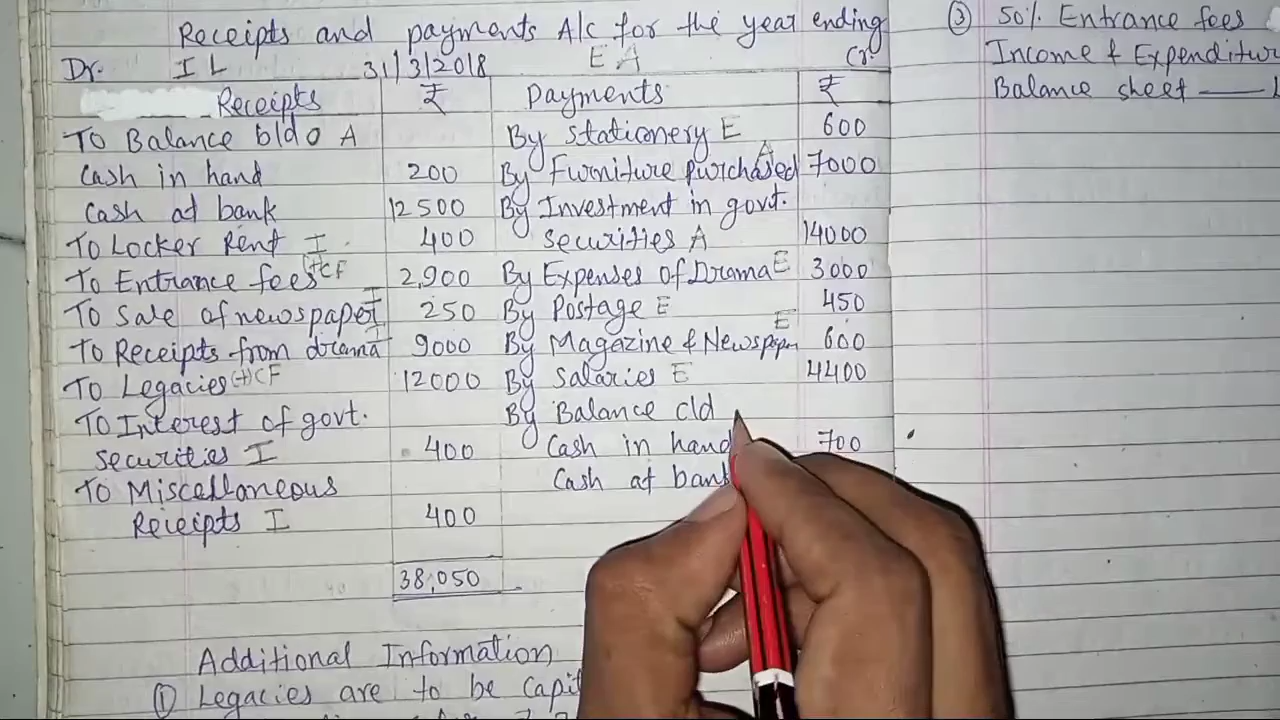 Receipts and payments A/c for the year ending
Dr. I L 31/3/2018 E A Cr.
Receipts ₹ Payments ₹
To Balance b/d O A By Stationery E 600
Cash in hand 200 By Furniture purchased A 7000
Cash at bank 12500 By Investment in govt.
To Locker Rent I 400 securities A 14000
To Entrance fees I+CF 2,900 By Expenses of Drama E 3000
To Sale of newspaper I 250 By Postage E 450
To Receipts from drama I 9000 By Magazine & Newspaper E 600
To Legacies (+) CF 12000 By Salaries E 4400
To Interest of govt. By Balance c/d
securities I 400 Cash in hand 700
To Miscellaneous Cash at bank
Receipts I 400
38,050
Additional Information
① Legacies are to be
③ 50% Entrance fees
Income & Expenditur
Balance sheet